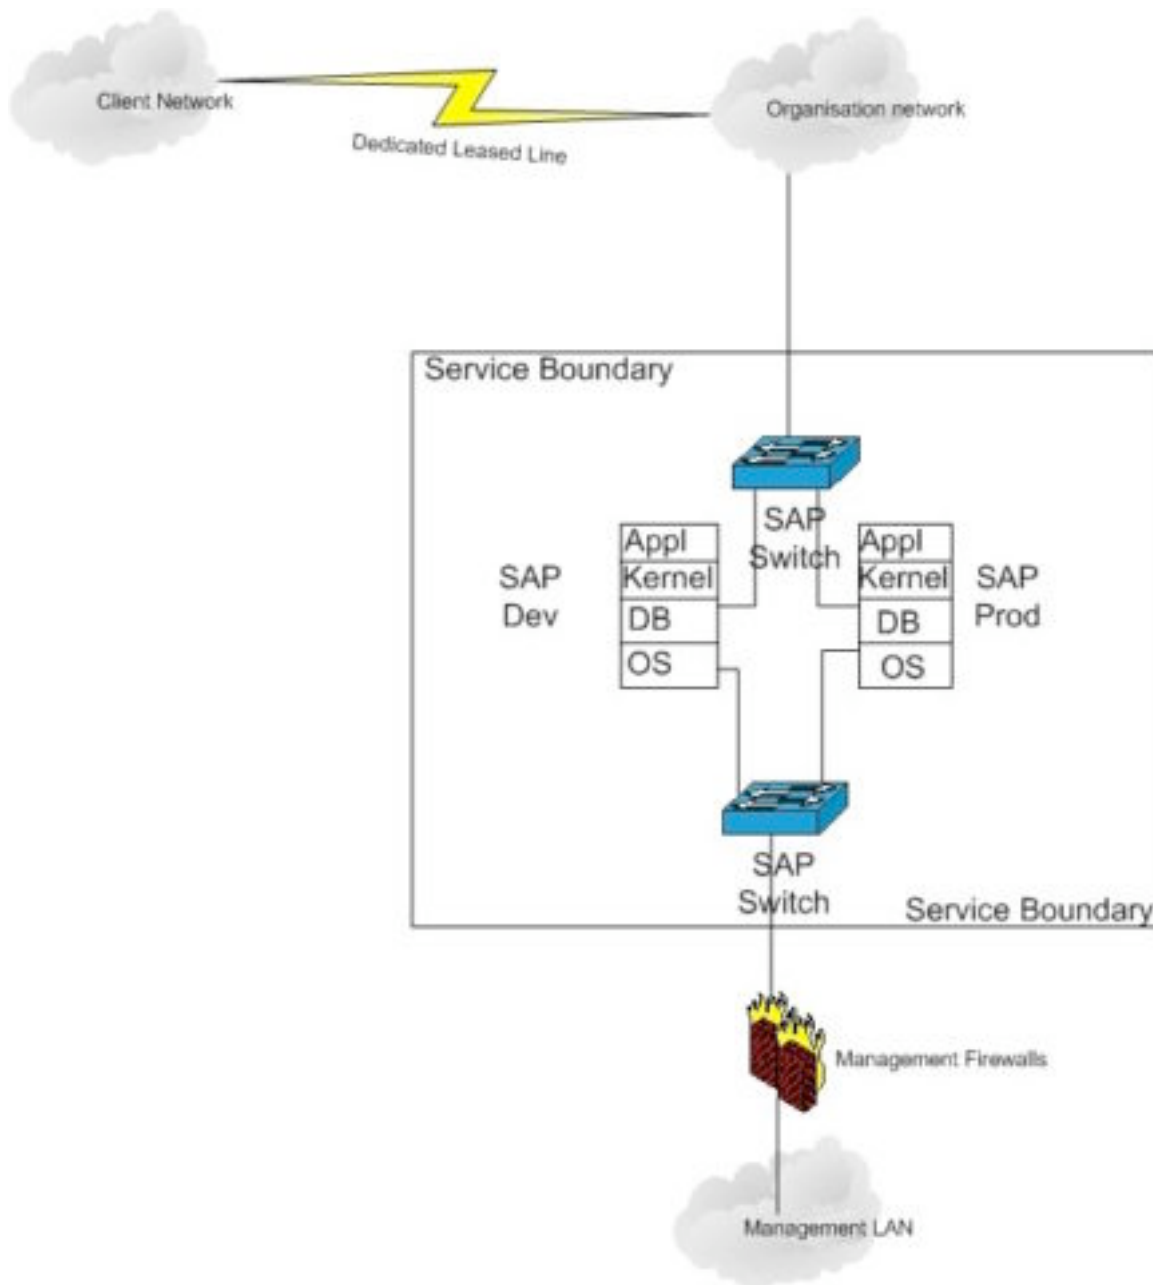 Client Network
Organisation network
Dedicated Leased Line
Service Boundary
SAP
Switch
SAP
Dev
Appl
Kernel
DB
OS
Appl
Kernel
DB
OS
SAP
Prod
SAP
Switch
Service Boundary
Management Firewalls
Management LAN